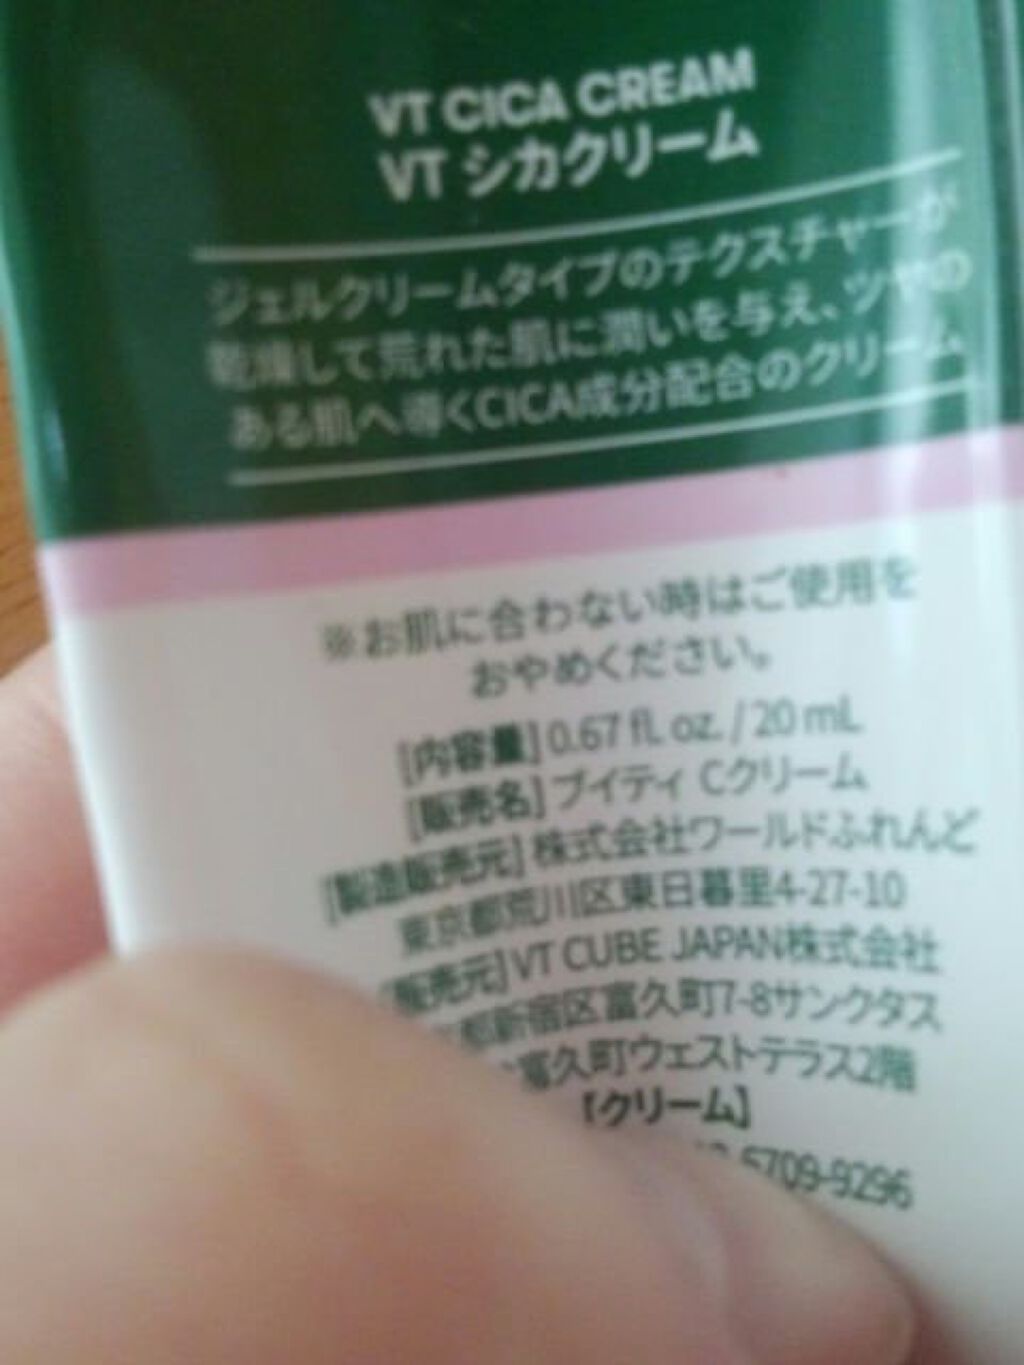 VT CICA CREAM
VT シカクリーム
ジェルクリームタイプのテクスチャーが
乾燥して荒れた肌に潤いを与え、ツヤの
ある肌へ導くCICA成分配合のクリーム
※お肌に合わない時はご使用を
おやめください。
[内容量] 0.67 fl. oz. / 20 mL
[販売名] ブイティ Cクリーム
[製造販売元] 株式会社ワールドふれんど
東京都荒川区東日暮里4-27-10
[販売元] VT CUBE JAPAN株式会社
都新宿区富久町7-8サンクタス
富久町ウェストテラス2階
【クリーム】
6709-9296